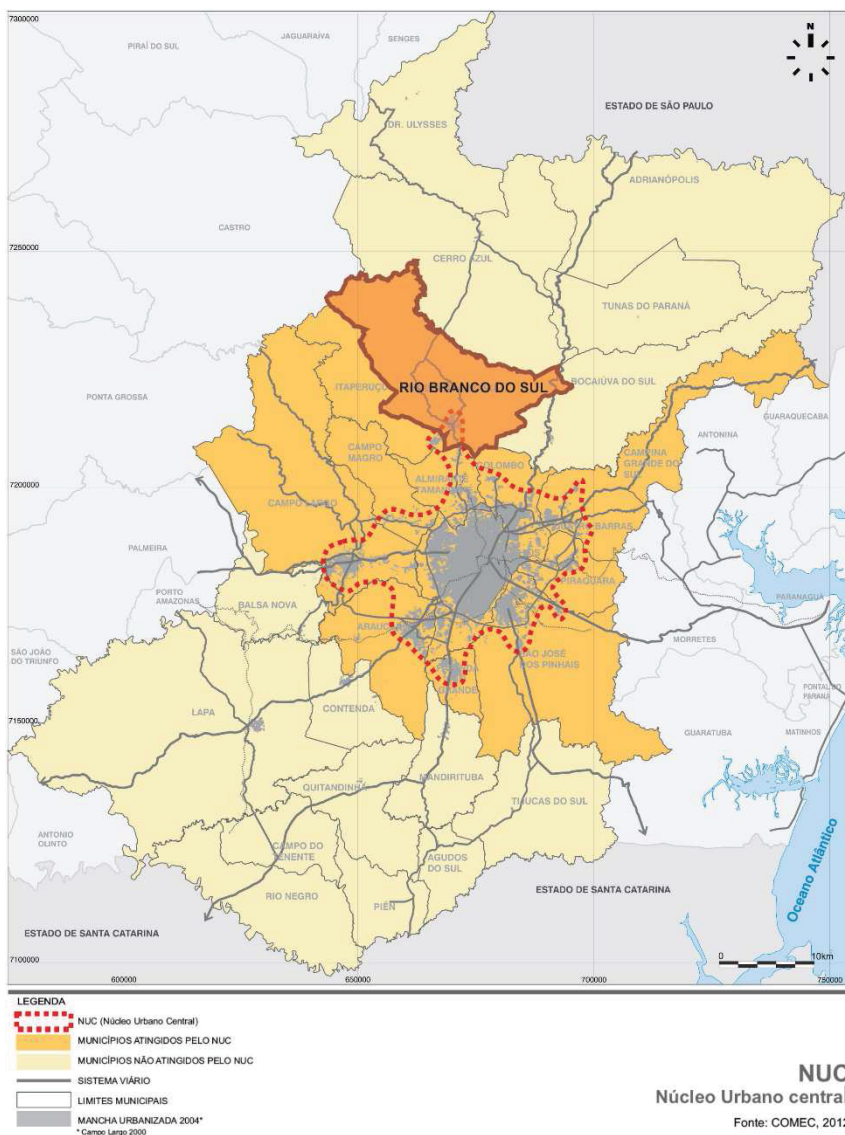 7300000
PIRAÍ DO SUL
JAGUARAÍVA
SENGES
N
DR. ULYSSES
ESTADO DE SÃO PAULO
ADRIANÓPOLIS
CASTRO
7250000
CERRO AZUL
TUNAS DO PARANÁ
ITAPERUÇU
RIO BRANCO DO SUL
BOCAIÚVA DO SUL
PONTA GROSSA
GUARAQUEÇABA
ANTONINA
CAMPO
MAGRO
CAMPINA
GRANDE DO
SUL
COLOMBO
ALMIRANTE
7200000
CAMPO LARGO
BARRAS
PALMEIRA
PIRAQUARA
PORTO
AMAZONAS
BALSA NOVA
PARANAGUÁ
MORRETES
SÃO JOÃO
DO TRIUNFO
SÃO JOSÉ
DOS PINHAIS
GRANDE
PONTAL DO
PARANÁ
LAPA
CONTENDA
7150000
GUARATUBA
MATINHOS
MANDIRITUBA
QUITANDINHA
TIJUCAS DO SUL
ANTONIO
OLINTO
CAMPO DO
TENENTE
AGUDOS
DO SUL
RIO NEGRO
PIÊN
ESTADO DE SANTA CATARINA
ESTADO DE SANTA CATARINA
Oceano Atlântico
7100000
0 10km
600000 650000 700000 750000
LEGENDA
NUC (Núcleo Urbano Central)
MUNICÍPIOS ATINGIDOS PELO NUC
MUNICÍPIOS NÃO ATINGIDOS PELO NUC
SISTEMA VIÁRIO
LIMITES MUNICIPAIS
MANCHA URBANIZADA 2004*
* Campo Largo 2000
NUC
Núcleo Urbano central
Fonte: COMEC, 2012